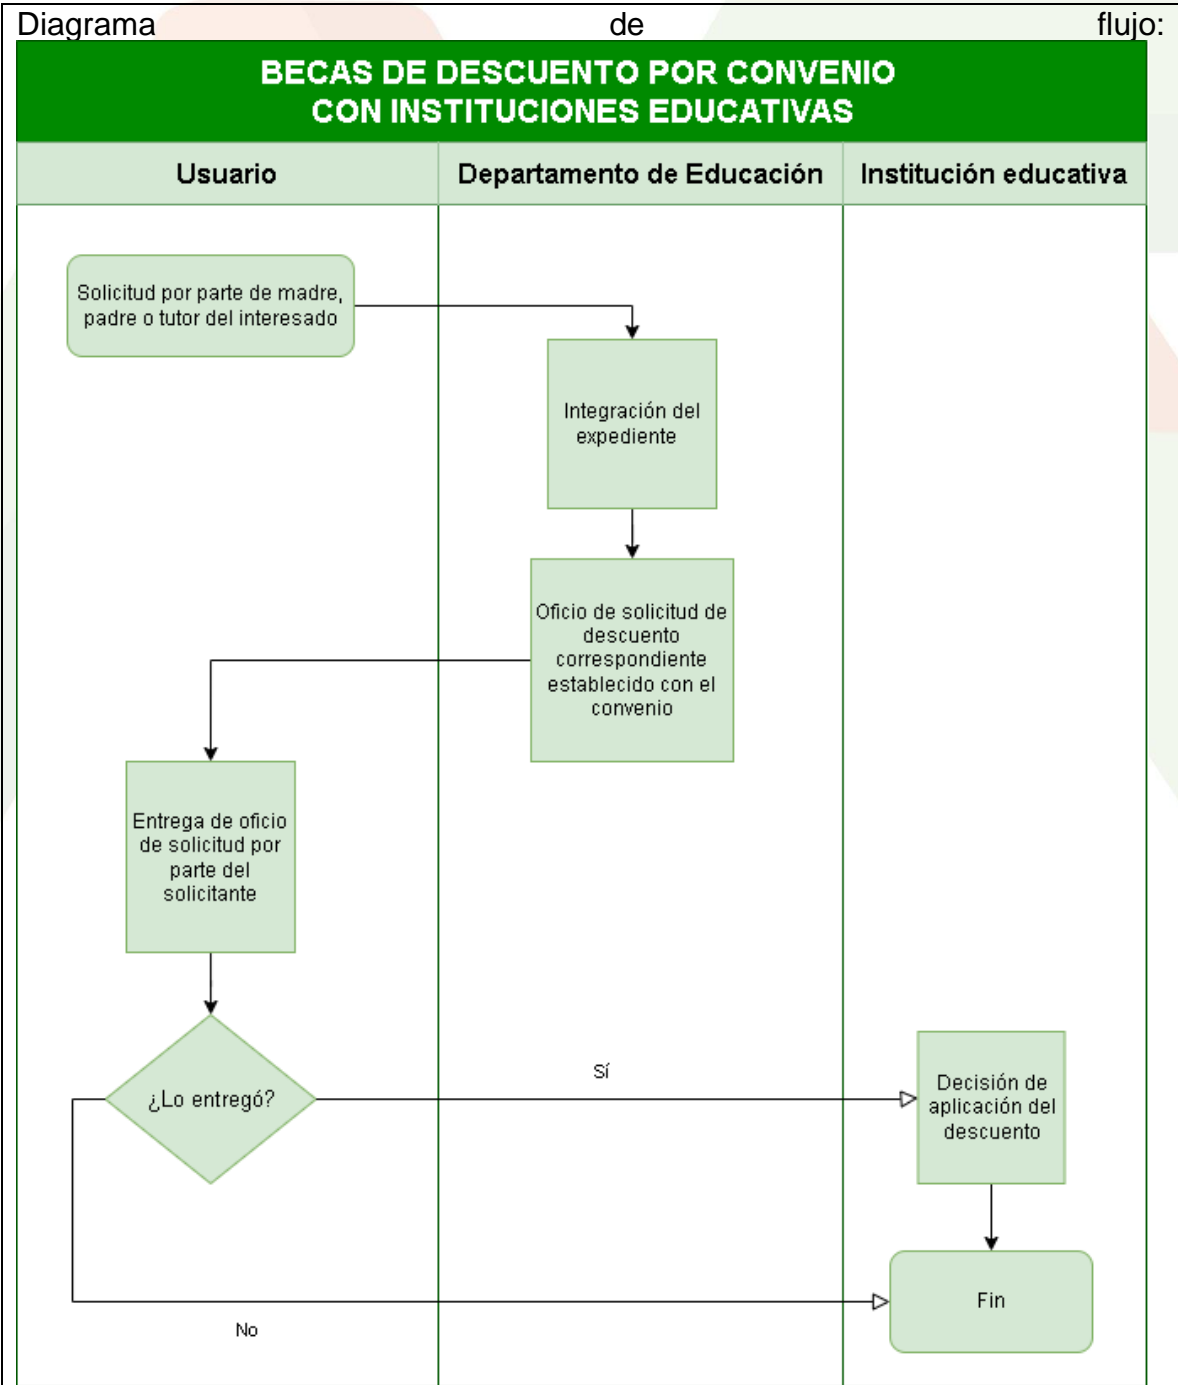 Diagrama de flujo:
BECAS DE DESCUENTO POR CONVENIO
CON INSTITUCIONES EDUCATIVAS
Usuario
Departamento de Educación
Institución educativa
Solicitud por parte de madre,
padre o tutor del interesado
Integración del
expediente
Oficio de solicitud de
descuento
correspondiente
establecido con el
convenio
Entrega de oficio
de solicitud por
parte del
solicitante
¿Lo entregó?
Sí
Decisión de
aplicación del
descuento
No
Fin